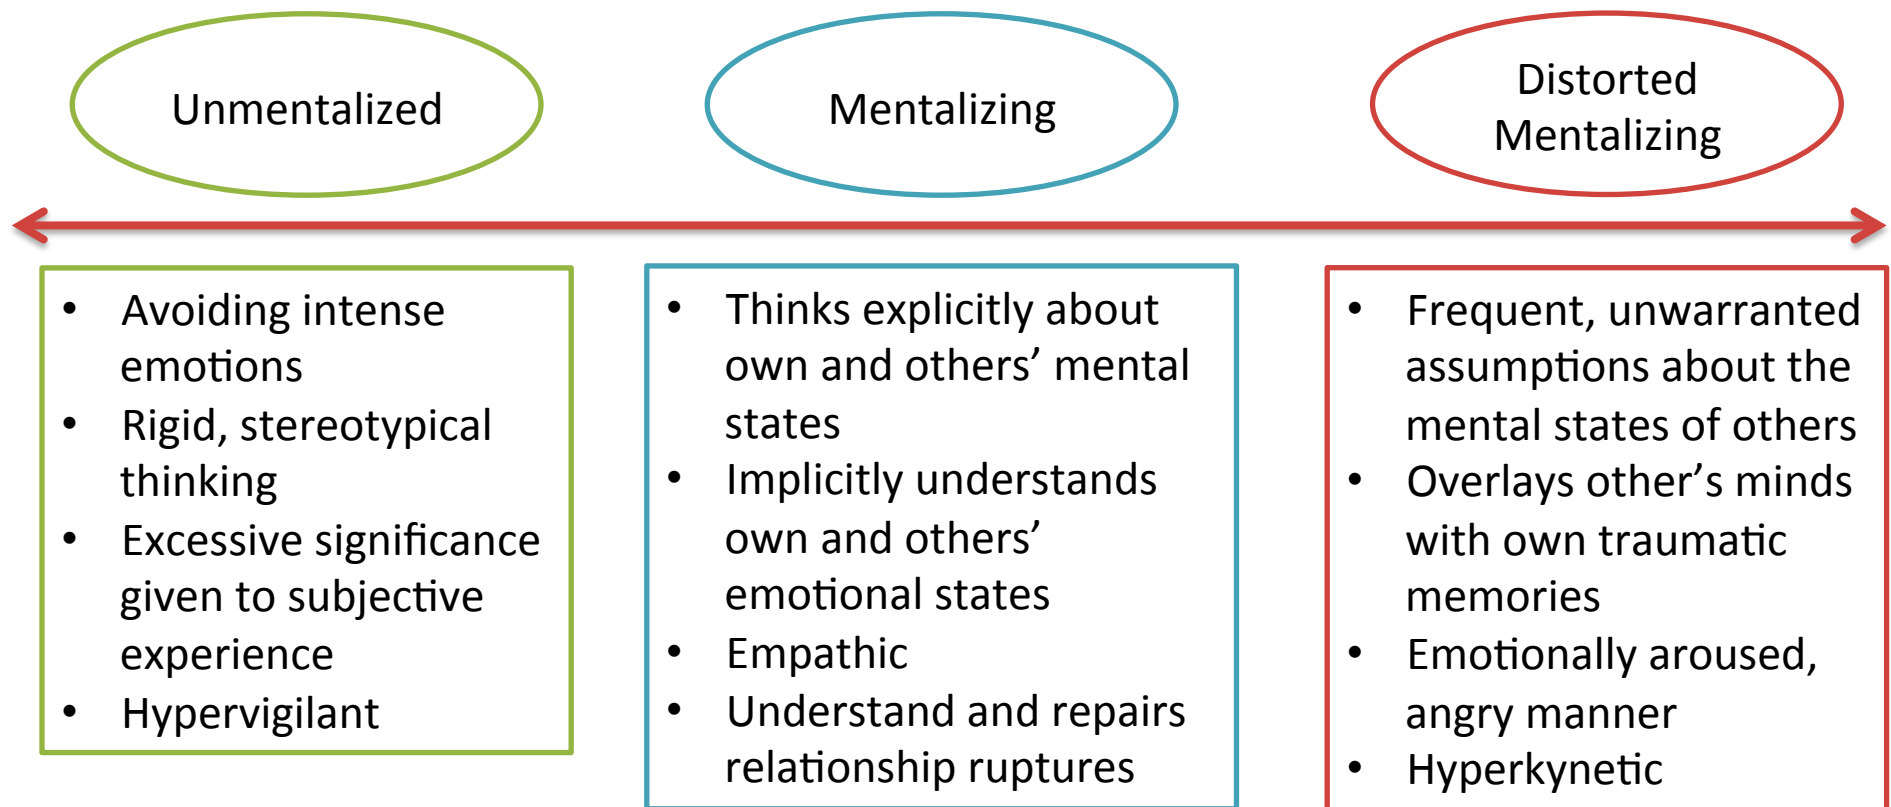 Unmentalized
Mentalizing
Distorted
Mentalizing
• Avoiding intense
emotions
• Rigid, stereotypical
thinking
• Excessive significance
given to subjective
experience
• Hypervigilant
• Thinks explicitly about
own and others’ mental
states
• Implicitly understands
own and others’
emotional states
• Empathic
• Understand and repairs
relationship ruptures
• Frequent, unwarranted
assumptions about the
mental states of others
• Overlays other’s minds
with own traumatic
memories
• Emotionally aroused,
angry manner
• Hyperkynetic